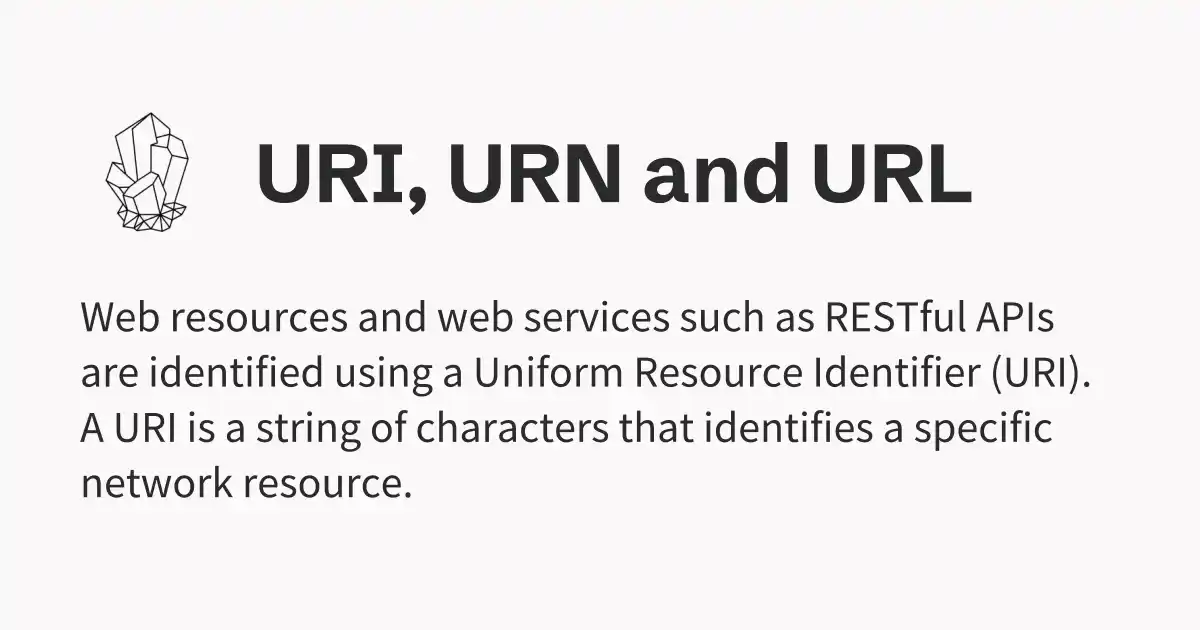 URI, URN and URL
Web resources and web services such as RESTful APIs
are identified using a Uniform Resource Identifier (URI).
A URI is a string of characters that identifies a specific
network resource.